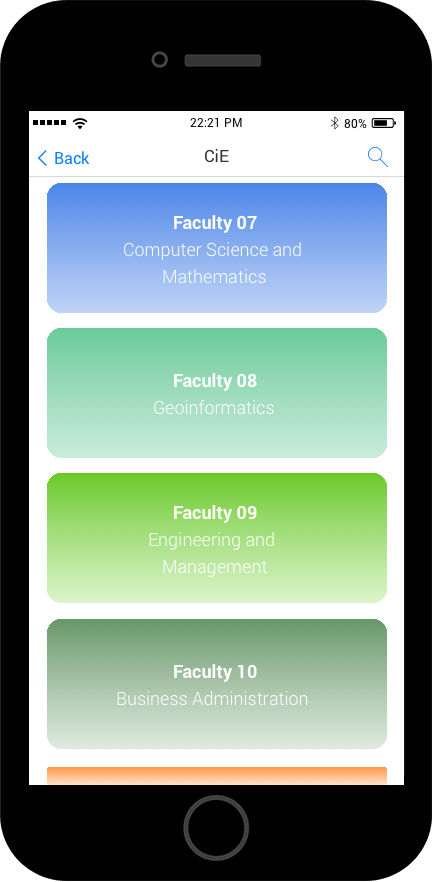 22:21 PM
80%
Back
CiE
Faculty 07
Computer Science and
Mathematics
Faculty 08
Geoinformatics
Faculty 09
Engineering and
Management
Faculty 10
Business Administration